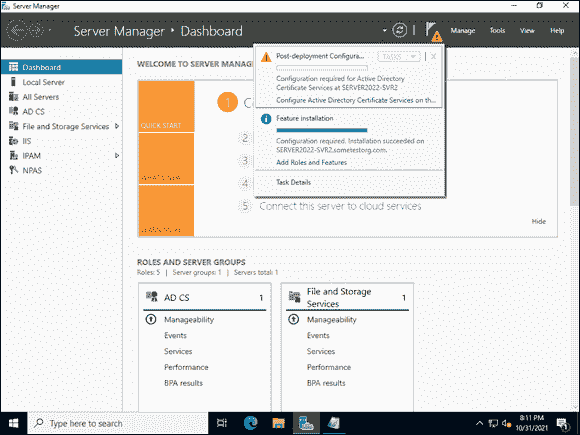 Server Manager
Server Manager • Dashboard
Manage Tools View Help
Dashboard
Local Server
All Servers
AD CS
File and Storage Services
IIS
IPAM
NPAS
WELCOME TO SERVER MANAG
QUICK START
1
2
3
4
5 Connect this server to cloud services
Hide
Post-deployment Configura...
TASKS
Configuration required for Active Directory
Certificate Services at SERVER2022-SVR2
Configure Active Directory Certificate Services on th...
Feature installation
Configuration required. Installation succeeded on
SERVER2022-SVR2.sometestorg.com.
Add Roles and Features
Task Details
ROLES AND SERVER GROUPS
Roles: 5 | Server groups: 1 | Servers total: 1
AD CS 1
Manageability
Events
Services
Performance
BPA results
File and Storage
Services 1
Manageability
Events
Services
Performance
BPA results
Type here to search
8:11 PM
10/31/2021